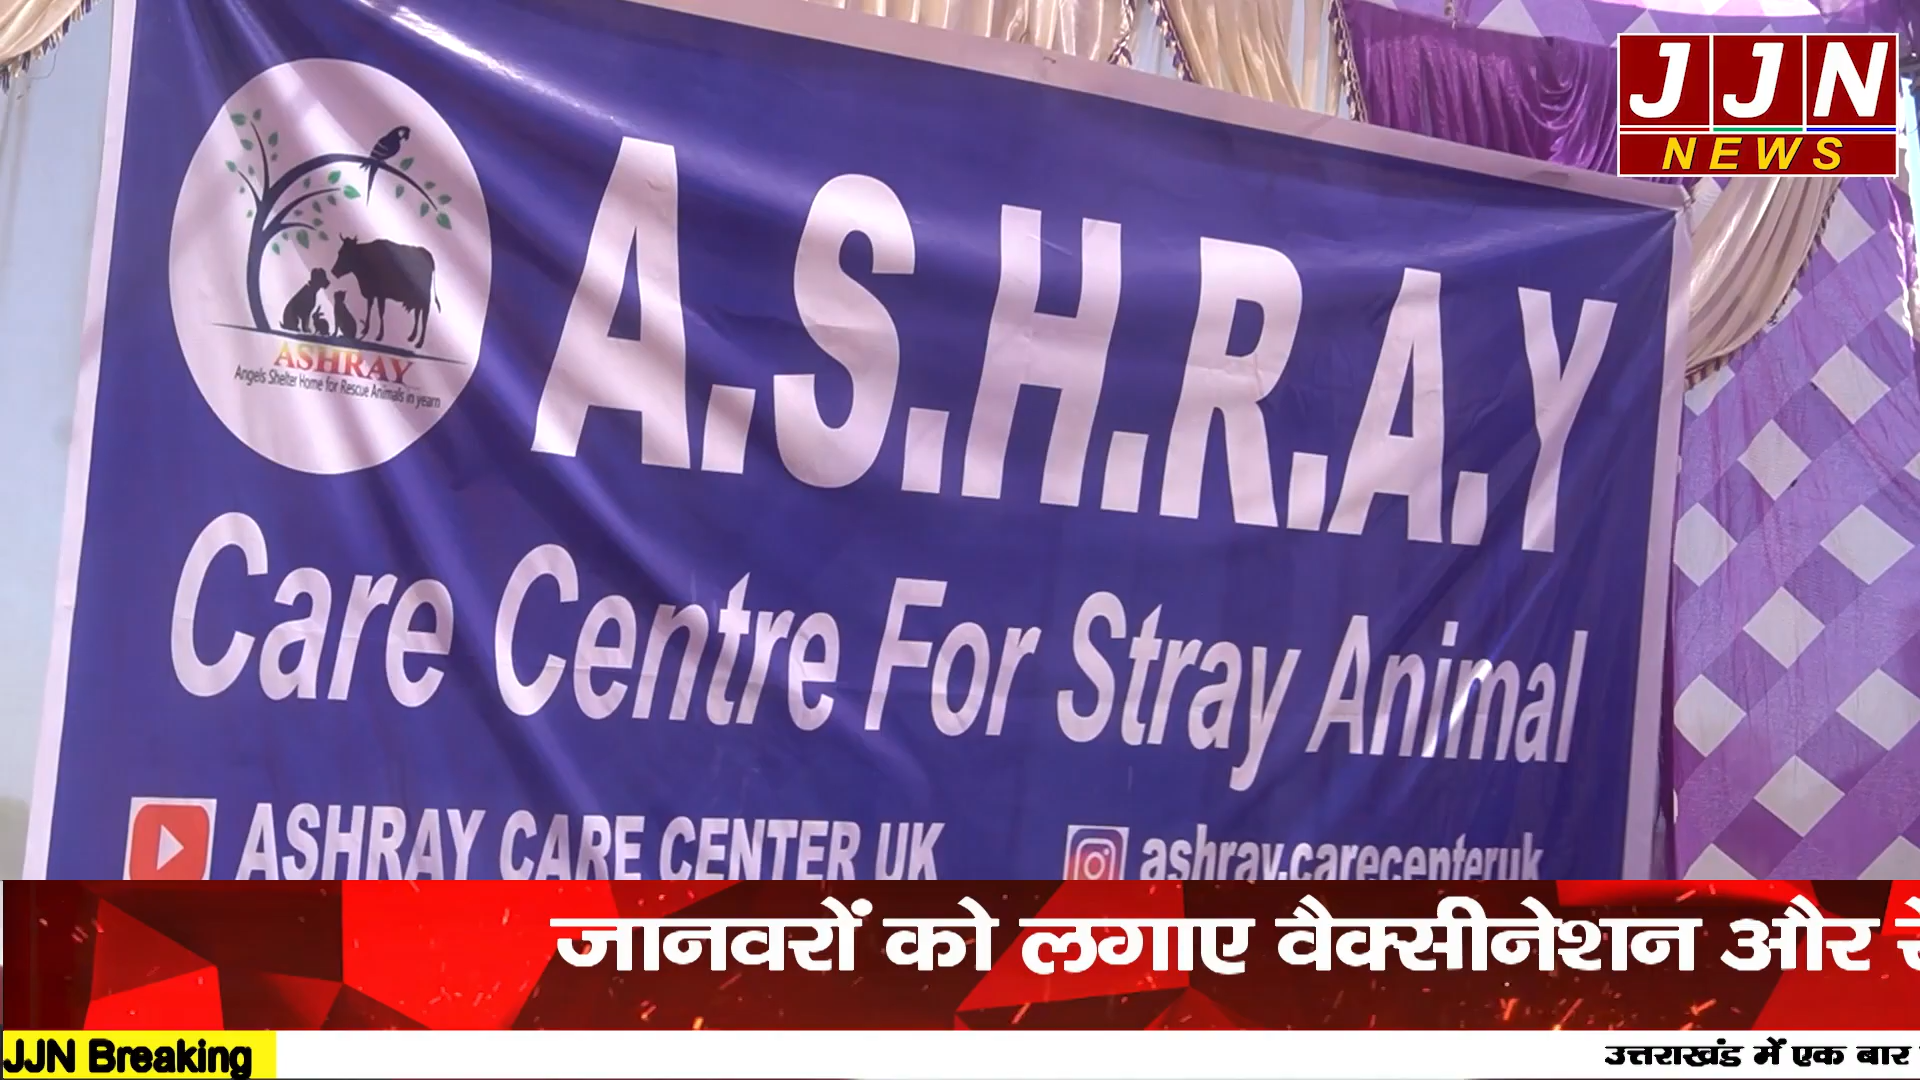 JJN
NEWS
ASHRAY
Angels Shelter Home for Rescue Animals in yearn
A.S.H.R.A.Y
Care Centre For Stray Animal
ASHRAY CARE CENTER UK
ashray.carecenteruk
जानवरों को लगाए वैक्सीनेशन और
JJN Breaking
उत्तराखंड में एक बार